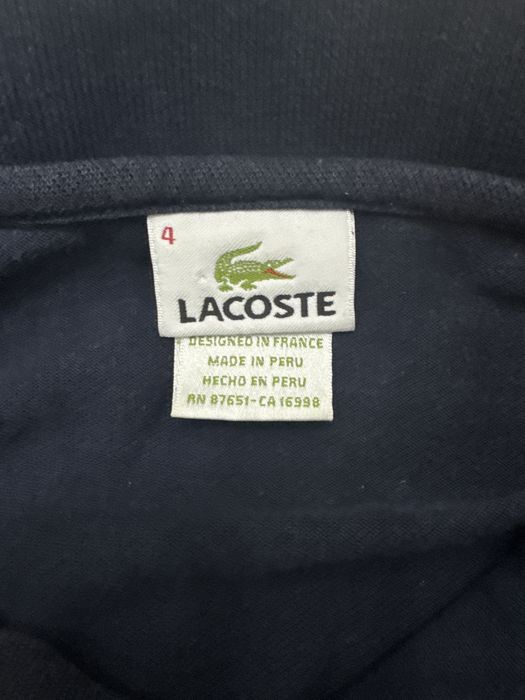 4
LACOSTE
DESIGNED IN FRANCE
MADE IN PERU
HECHO EN PERU
RN 87651-CA 16998